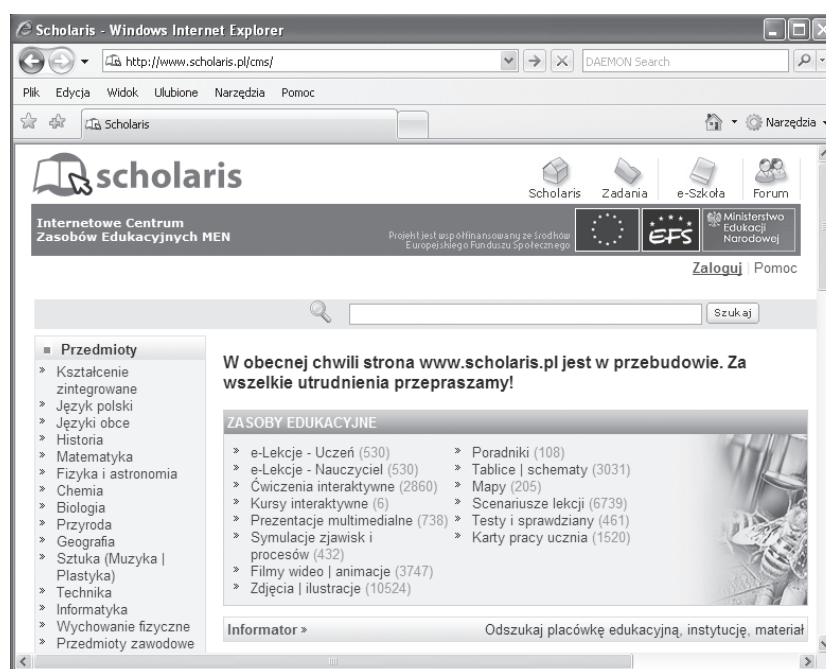 Scholaris - Windows Internet Explorer
http://www.scholaris.pl/cms/
DAEMON Search
Plik Edycja Widok Ulubione Narzędzia Pomoc
Scholaris
Narzędzia
scholaris
Scholaris Zadania e-Szkoła Forum
Internetowe Centrum
Zasobów Edukacyjnych MEN
Projekt jest współfinansowany ze środków
Europejskiego Funduszu Społecznego
EFS
Ministerstwo
Edukacji
Narodowej
Zaloguj | Pomoc
Szukaj
Przedmioty
» Kształcenie
zintegrowane
» Język polski
» Języki obce
» Historia
» Matematyka
» Fizyka i astronomia
» Chemia
» Biologia
» Przyroda
» Geografia
» Sztuka (Muzyka |
Plastyka)
» Technika
» Informatyka
» Wychowanie fizyczne
» Przedmioty zawodowe
W obecnej chwili strona www.scholaris.pl jest w przebudowie. Za
wszelkie utrudnienia przepraszamy!
ZASOBY EDUKACYJNE
» e-Lekcje - Uczeń (530)
» e-Lekcje - Nauczyciel (530)
» Ćwiczenia interaktywne (2860)
» Kursy interaktywne (6)
» Prezentacje multimedialne (738)
» Symulacje zjawisk i
procesów (432)
» Filmy wideo | animacje (3747)
» Zdjęcia | ilustracje (10524)
» Poradniki (108)
» Tablice | schematy (3031)
» Mapy (205)
» Scenariusze lekcji (6739)
» Testy i sprawdziany (461)
» Karty pracy ucznia (1520)
Informator » Odszukaj placówkę edukacyjną, instytucję, materiał